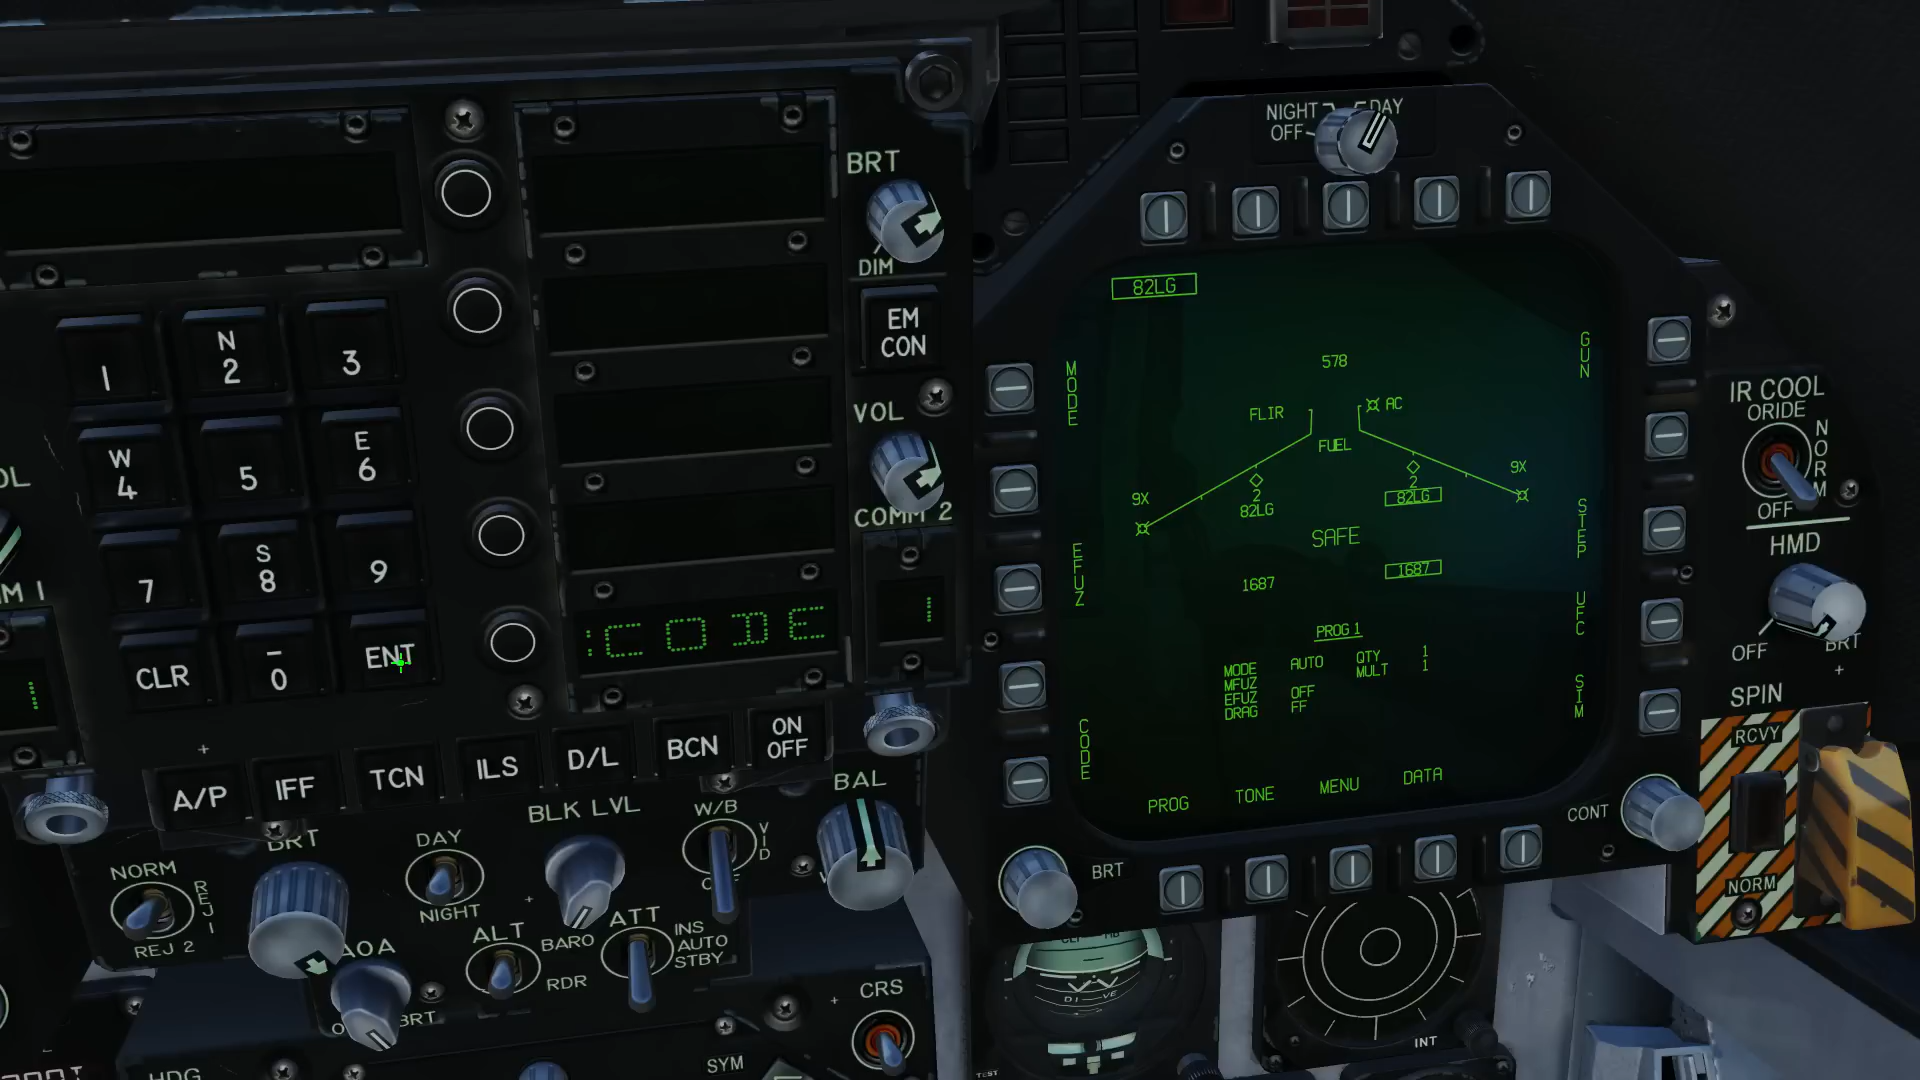 NIGHT DAY
OFF
BRT
DIM
82LG
EM
CON
1
N
2
3
578
MODE
GUN
FLIR
AC
FUEL
9X
9X
2
82LG
2
82LG
VOL
W
4
5
E
6
IR COOL
ORIDE
NORM
OFF
COMM 2
SAFE
STEP
HMD
EFUZ
1687
1687
7
S
8
9
UFC
:CODE
1
PROG 1
OFF BRT
CLR
–
0
ENT
1
MODE AUTO QTY 1
MFUZ MULT 1
EFUZ OFF
DRAG FF
SIM
SPIN
RCVY
NORM
CODE
PROG TONE MENU DATA
A/P IFF TCN ILS D/L BCN ON
OFF
BRT
DAY
NIGHT
BLK LVL
W/B
VID
BAL
CONT
BRT
NORM
REJ 1
REJ 2
AOA
BRT
ALT
BARO
RDR
ATT
INS
AUTO
STBY
CRS
SYM
HDG
DIVE
TEST
INT